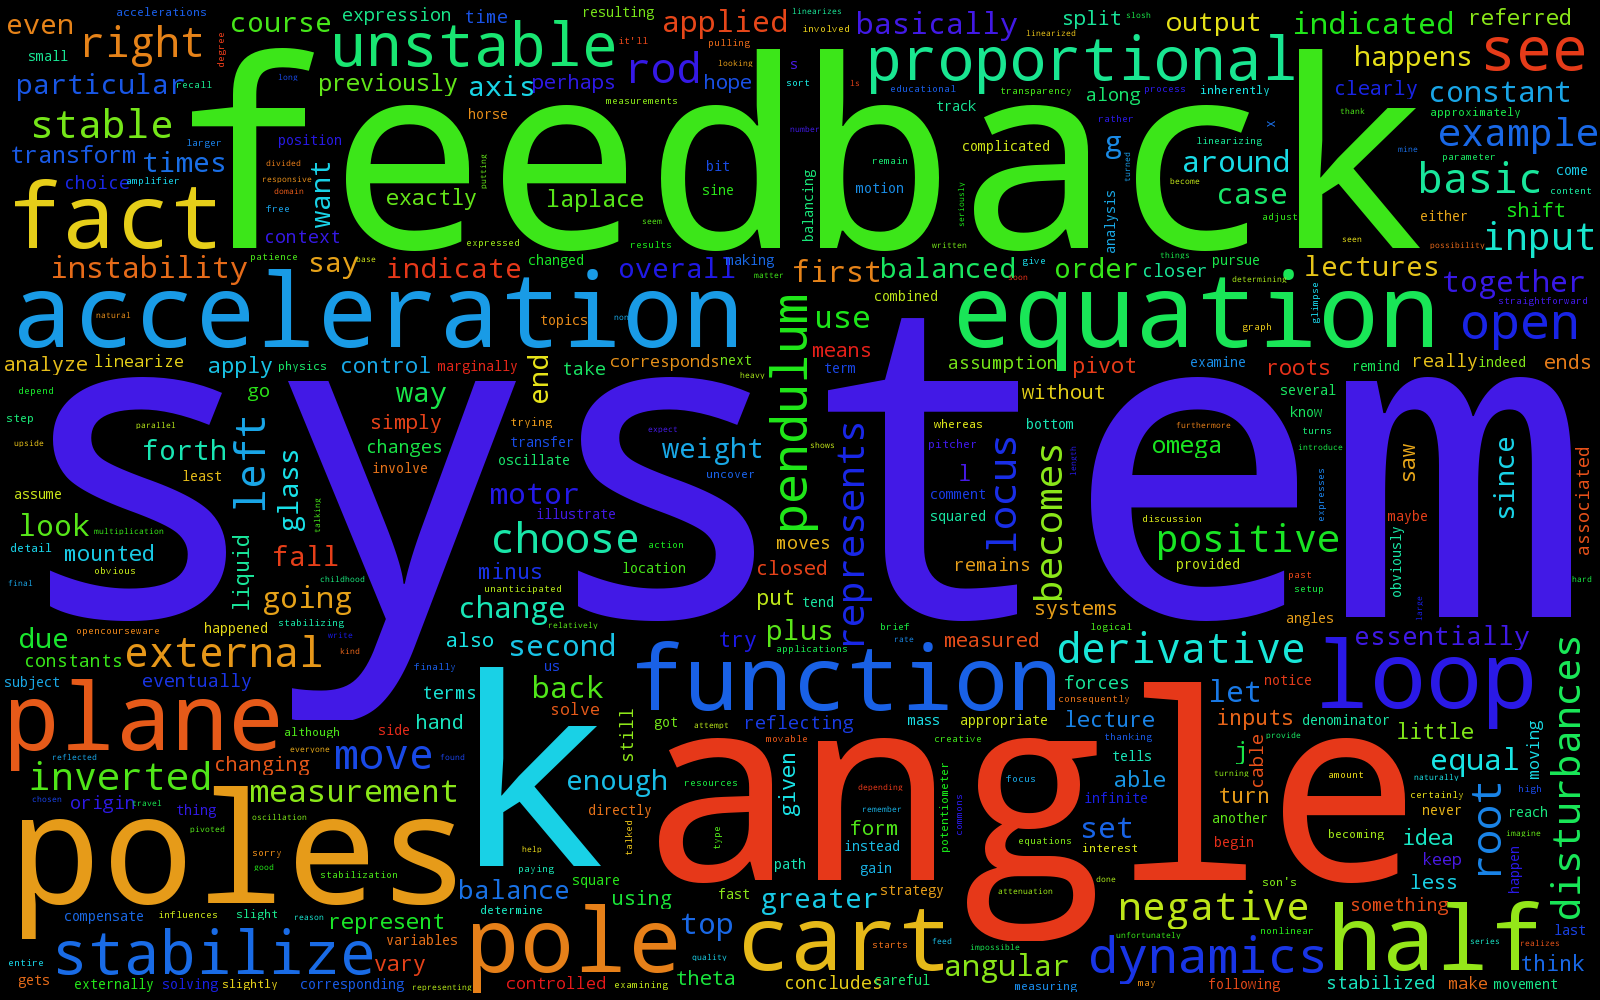 even
accelerations
course
expression
time
resulting
applied
basically
linearizes
involved
split
slosh
output
indicated
referred
right
unstable
it'll
pulling
looking
rod
linearized
proportional
happens
see
small
degree
particular
recall
previously
long
axis
perhaps
hope
s
sort
is
educational
transparency
process
inherently
clearly
constant
measurements
along
approximately
stable
feedback
horse
track
rather
x
thank
example
transform
larger
times
position
complicated
g
linearizing
around
mine
parameter
choice
amplifier
divided
responsive
domain
free
want
exactly
putting
laplace
bit
sine
number
remain
motion
balancing
seriously
analysis
turned
become
case
adjust
basic
come
content
shift
fact
context
expressed
seem
results
written
things
seen
either
possibility
input
patience
instability
say
base
indicate
changed
overall
making
matter
first
balanced
give
soon
order
closer
pursue
determining
lectures
together
straightforward
acceleration
natural
topics
non
pendulum
combined
use
equation
graph
glimpse
open
analyze
linearize
apply
physics
control
marginally
end
take
corresponds
next
heavy
means
term
assumption
pivot
examine
roots
remind
really
indeed
ends
depend
go
way
without
several
step
parallel
simply
trying
expect
shows
whereas
bottom
know
turns
upside
forth
left
changes
transfer
weight
pitcher
furthermore
introduce
system
least
glass
involve
oscillate
uncover
represents
l
locus
omega
saw
since
associated
assume
motor
comment
length
look
multiplication
talking
illustrate
choose
action
squared
becomes
discussion
expresses
maybe
positive
detail
mounted
obvious
liquid
fall
minus
location
moves
closed
remains
provided
obviously
final
childhood
unanticipated
past
setup
hard
going
change
relatively
put
tend
systems
large
angles
due
opencourseware
happened
stabilizing
write
kind
also
second
try
plus
applications
brief
rate
measured
logical
derivative
essentially
constants
external
finally
us
function
loop
disturbances
subject
eventually
terms
back
forces
consequently
let
notice
plane
although
side
hand
solve
still
got
attempt
reflecting
mass
appropriate
lecture
inputs
denominator
little
reflected
everyone
move
found
k
movable
creative
thanking
tells
j
cable
provide
equal
moving
inverted
changing
enough
resources
given
angle
depending
focus
able
turning
amount
naturally
chosen
origin
travel
thing
measurement
directly
remember
potentiometer
commons
infinite
turn
certainly
high
never
reach
pivoted
oscillation
talked
type
form
equations
set
another
becoming
idea
root
imagine
poles
sorry
good
help
instead
interest
begin
keep
happen
stabilization
paying
path
gain
balance
square
fast
strategy
attenuation
done
son's
less
compensate
influences
slight
reason
represent
determine
using
greater
negative
something
half
unfortunately
nonlinear
last
entire
stabilize
variables
pole
top
quality
cart
starts
feed
impossible
dynamics
series
realizes
gets
vary
theta
angular
think
externally
solving
slightly
corresponding
representing
controlled
examining
concludes
careful
measuring
may
following
stabilized
make
movement